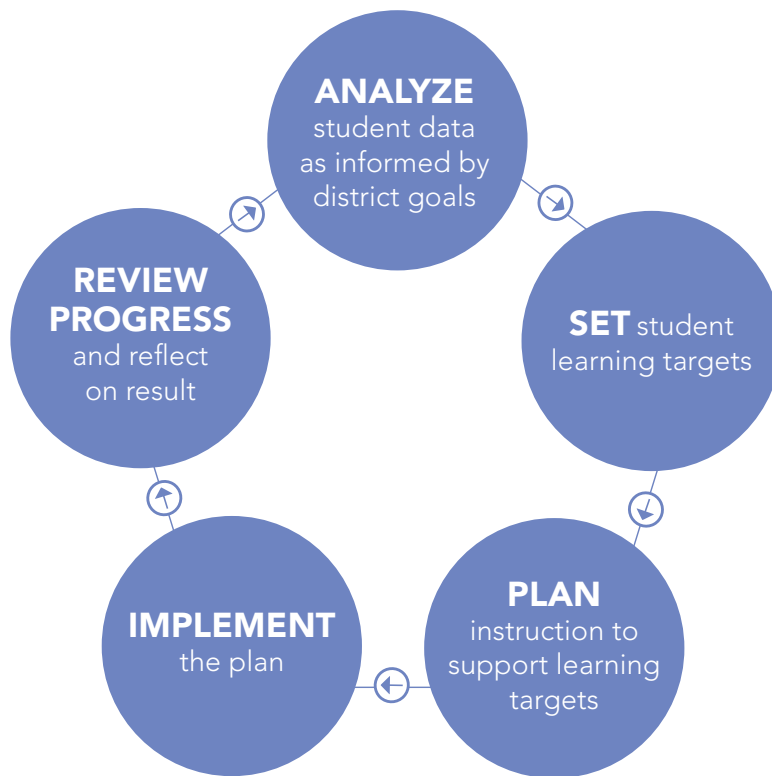 ANALYZE
student data
as informed by
district goals
SET student
learning targets
PLAN
instruction to
support learning
targets
IMPLEMENT
the plan
REVIEW
PROGRESS
and reflect
on result